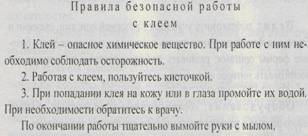 Правила безопасной работы
с клеем
1. Клей – опасное химическое вещество. При работе с ним не-
обходимо соблюдать осторожность.
2. Работая с клеем, пользуйтесь кисточкой.
3. При попадании клея на кожу или в глаза промойте их водой.
При необходимости обратитесь к врачу.
По окончании работы тщательно вымойте руки с мылом.